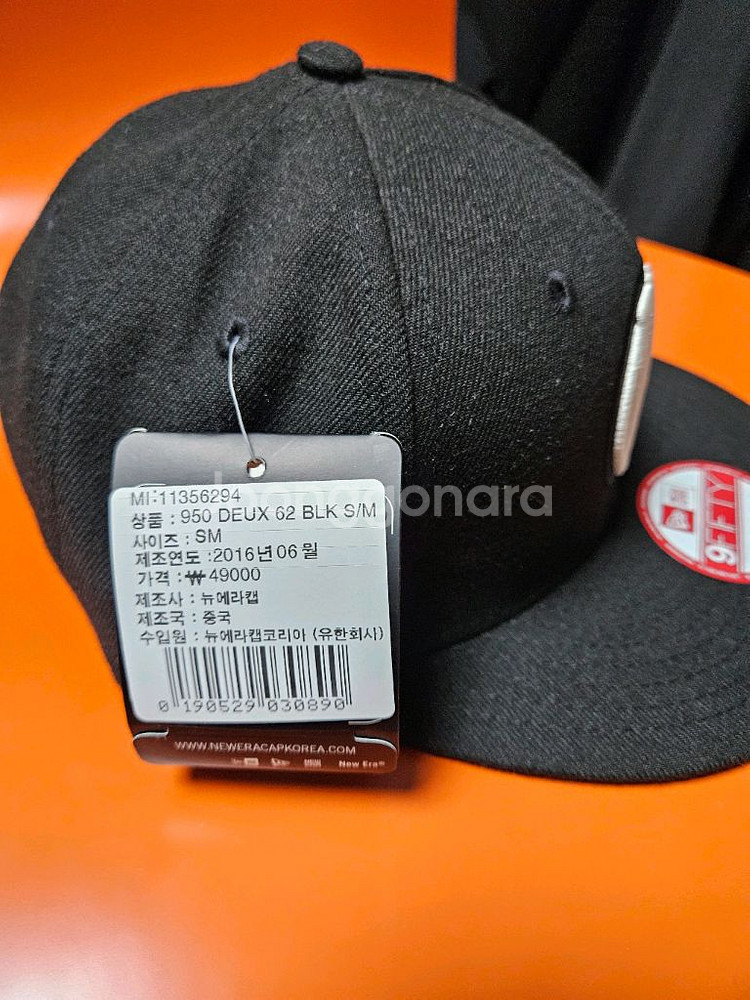 MI:11356294
상품 : 950 DEUX 62 BLK S/M
사이즈 : SM
제조연도 :2016년06월
가격 : ₩ 49000
제조사 : 뉴에라캡
제조국 : 중국
수입원 : 뉴에라캡코리아 (유한회사)
0 190529 030890
WWW.NEWERACAPKOREA.COM
New Era®
9FIFTY
joonggonara